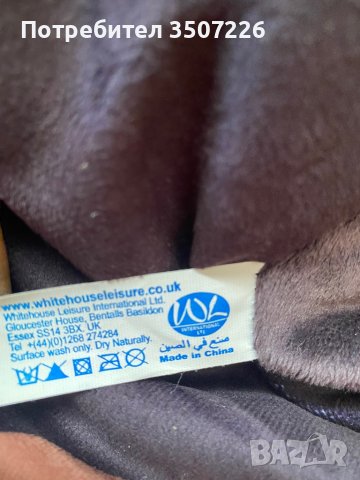 Потребител 3507226
www.whitehouseleisure.co.uk
Whitehouse Leisure International Ltd.
Gloucester House, Bentalls Basildon
Essex SS14 3BX, UK
Tel +(44)(0)1268 274284
Surface wash only. Dry Naturally.
WL
INTERNATIONAL
LTD
صنع في الصين
Made in China
BAZAR